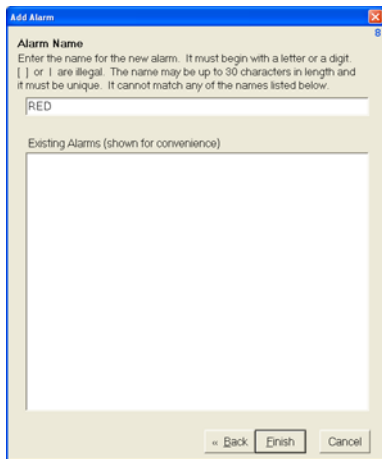 Add Alarm
8
Alarm Name
Enter the name for the new alarm.  It must begin with a letter or a digit.
[ ] or | are illegal.  The name may be up to 30 characters in length and
it must be unique.  It cannot match any of the names listed below.
RED
Existing Alarms (shown for convenience)
« Back Finish Cancel